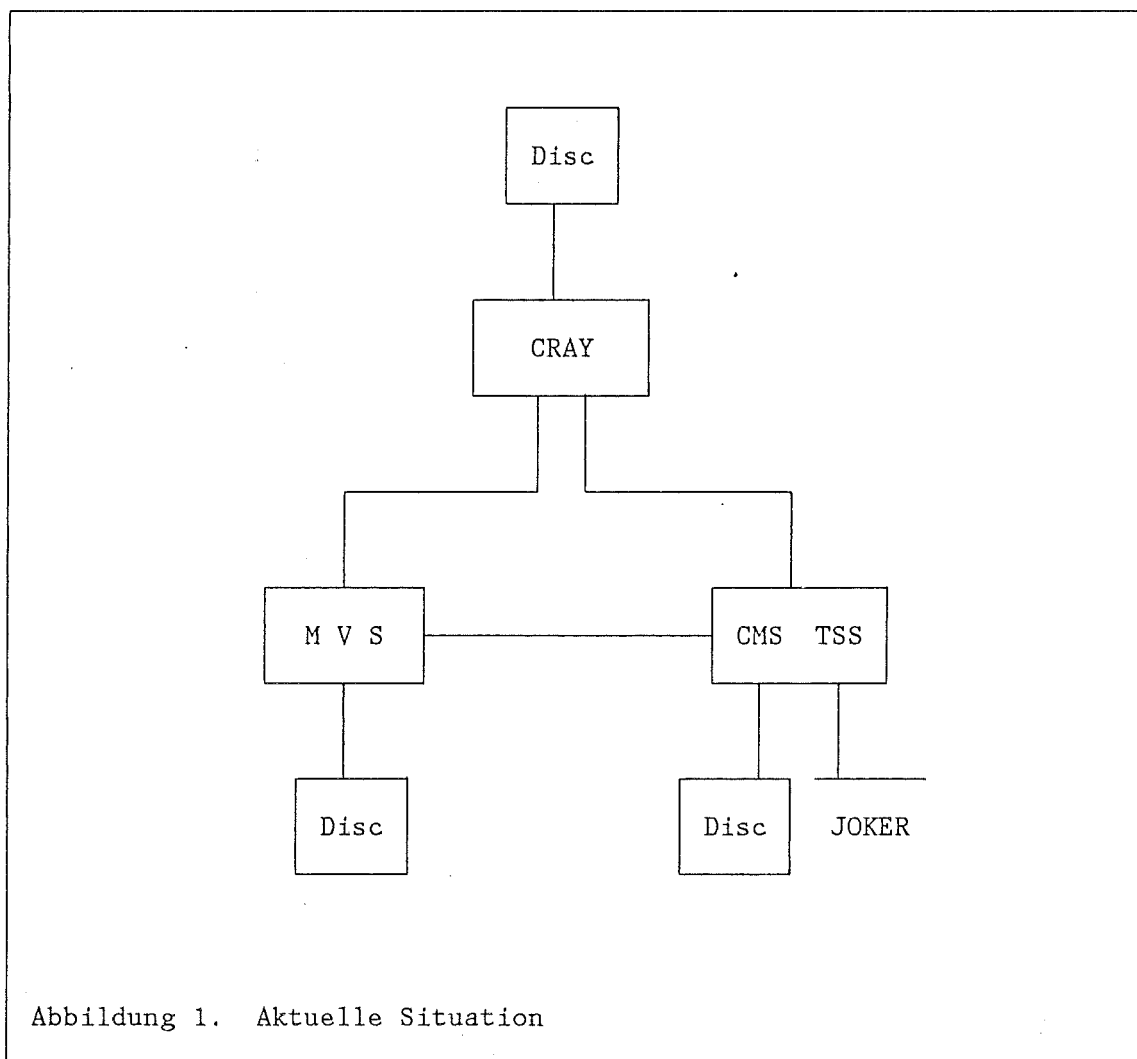 Disc
CRAY
M V S
CMS TSS
Disc
Disc JOKER
Abbildung 1. Aktuelle Situation